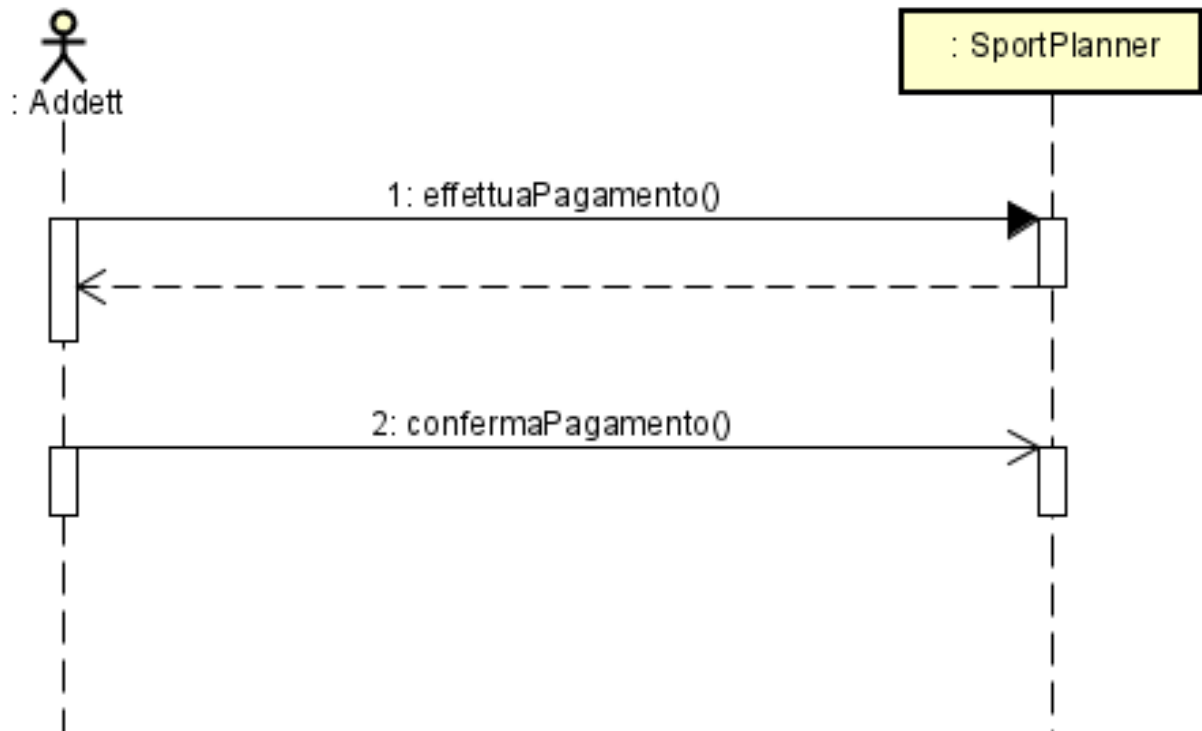 : Addett
: SportPlanner
1: effettuaPagamento()
2: confermaPagamento()